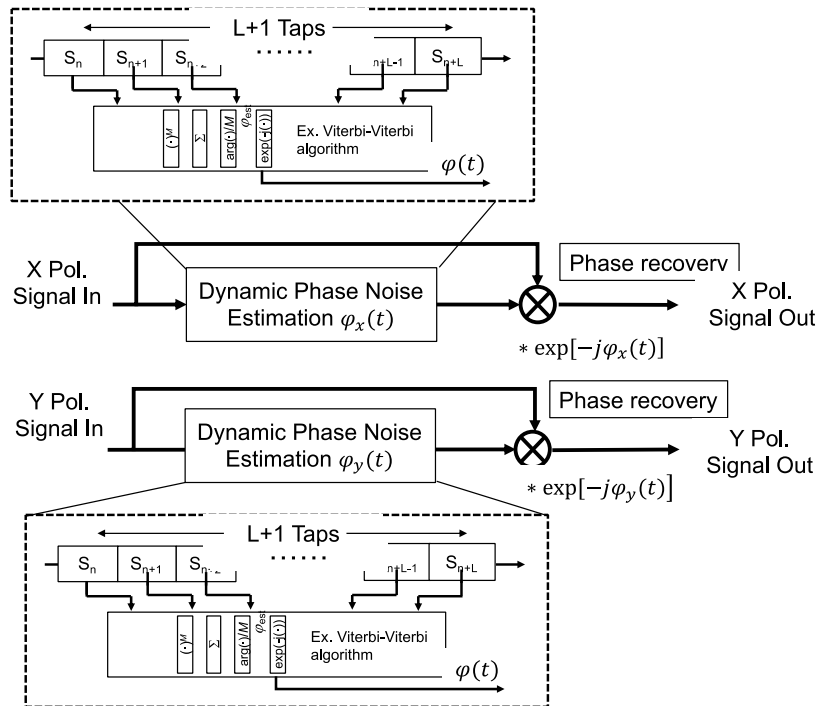 L+1 Taps
Sn Sn+1 ...... Sn+L
(·)M
Σ
arg(·)/M
φest
exp(-j(·))
Ex. Viterbi-Viterbi
algorithm
φ(t)
X Pol.
Signal In
Dynamic Phase Noise
Estimation φx(t)
Phase recovery
X Pol.
Signal Out
* exp[−jφx(t)]
Y Pol.
Signal In
Dynamic Phase Noise
Estimation φy(t)
Phase recovery
Y Pol.
Signal Out
* exp[−jφy(t)]
L+1 Taps
Sn Sn+1 ...... Sn+L
(·)M
Σ
arg(·)/M
φest
exp(-j(·))
Ex. Viterbi-Viterbi
algorithm
φ(t)